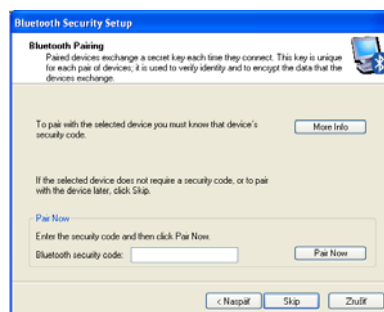 Bluetooth Security Setup
Bluetooth Pairing
Paired devices exchange a secret key each time they connect. This key is unique
for each pair of devices; it is used to verify identity and to encrypt the data that the
devices exchange.
To pair with the selected device you must know that device's
security code.
More Info
If the selected device does not require a security code, or to pair
with the device later, click Skip.
Pair Now
Enter the security code and then click Pair Now.
Bluetooth security code:
Pair Now
< Naspäť
Skip
Zrušiť